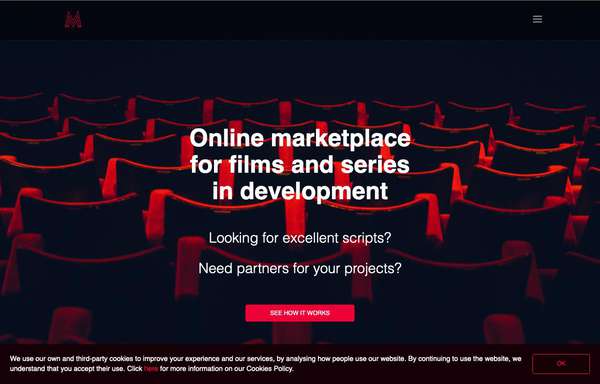 M
Online marketplace
for films and series
in development
Looking for excellent scripts?
Need partners for your projects?
SEE HOW IT WORKS
We use our own and third-party cookies to improve your experience and our services, by analysing how people use our website. By continuing to use the website, we
understand that you accept their use. Click here for more information on our Cookies Policy.
OK